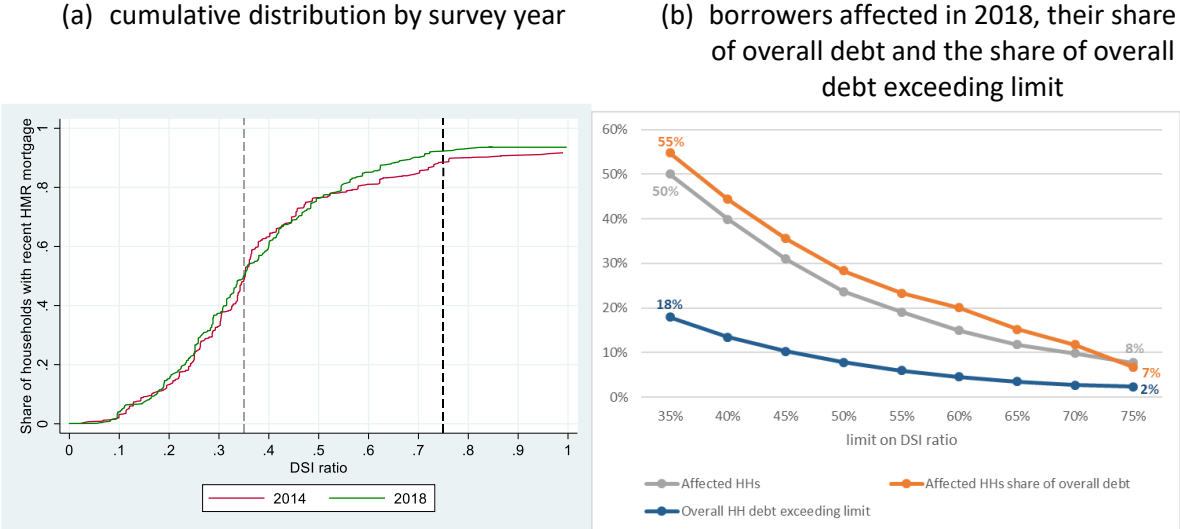 (a) cumulative distribution by survey year
(b) borrowers affected in 2018, their share
of overall debt and the share of overall
debt exceeding limit
Share of households with recent HMR mortgage
1
.8
.6
.4
.2
0
0 .1 .2 .3 .4 .5 .6 .7 .8 .9 1
DSI ratio
2014 2018
60%
50%
40%
30%
20%
10%
0%
55%
50%
18%
8%
7%
2%
35% 40% 45% 50% 55% 60% 65% 70% 75%
limit on DSI ratio
Affected HHs Affected HHs share of overall debt
Overall HH debt exceeding limit